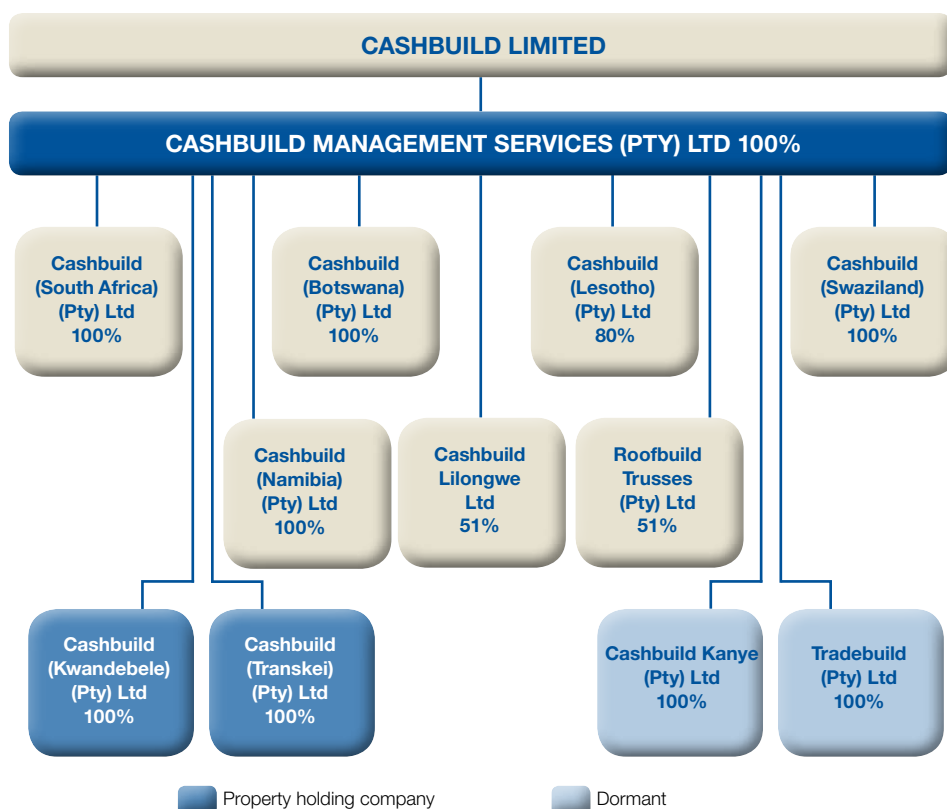 CASHBUILD LIMITED
CASHBUILD MANAGEMENT SERVICES (PTY) LTD 100%
Cashbuild
(South Africa)
(Pty) Ltd
100%
Cashbuild
(Botswana)
(Pty) Ltd
100%
Cashbuild
(Lesotho)
(Pty) Ltd
80%
Cashbuild
(Swaziland)
(Pty) Ltd
100%
Cashbuild
(Namibia)
(Pty) Ltd
100%
Cashbuild
Lilongwe
Ltd
51%
Roofbuild
Trusses
(Pty) Ltd
51%
Cashbuild
(Kwandebele)
(Pty) Ltd
100%
Cashbuild
(Transkei)
(Pty) Ltd
100%
Cashbuild Kanye
(Pty) Ltd
100%
Tradebuild
(Pty) Ltd
100%
Property holding company
Dormant